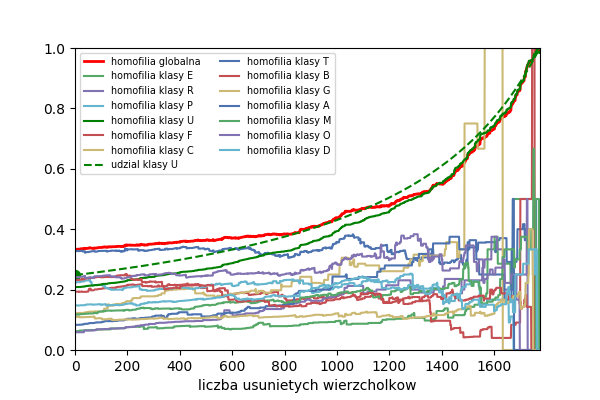 1.0
0.8
0.6
0.4
0.2
0.0
homofilia globalna
homofilia klasy E
homofilia klasy R
homofilia klasy P
homofilia klasy U
homofilia klasy F
homofilia klasy C
udzial klasy U
homofilia klasy T
homofilia klasy B
homofilia klasy G
homofilia klasy A
homofilia klasy M
homofilia klasy O
homofilia klasy D
0 200 400 600 800 1000 1200 1400 1600
liczba usunietych wierzcholkow